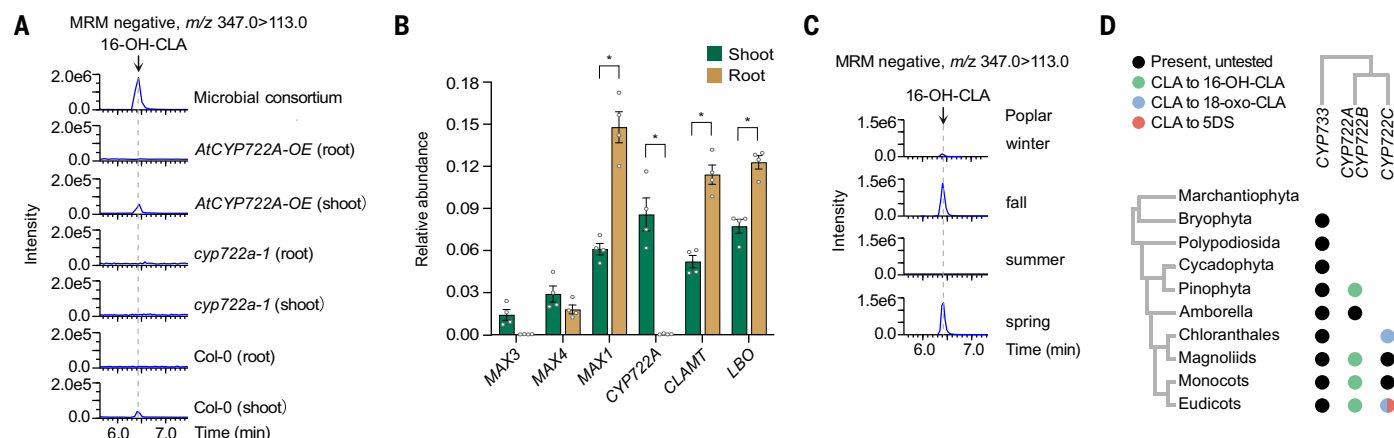 A
MRM negative, m/z 347.0>113.0
16-OH-CLA
Intensity
2.0e6
0.0
Microbial consortium
2.0e5
0.0
AtCYP722A-OE (root)
2.0e5
0.0
AtCYP722A-OE (shoot)
2.0e5
0.0
cyp722a-1 (root)
2.0e5
0.0
cyp722a-1 (shoot)
2.0e5
0.0
Col-0 (root)
2.0e5
0.0
Col-0 (shoot)
6.0 7.0 Time (min)
B
Shoot
Root
Relative abundance
0.18
0.15
0.12
0.09
0.06
0.03
0.00
* * * *
MAX3 MAX4 MAX1 CYP722A CLAMT LBO
C
MRM negative, m/z 347.0>113.0
16-OH-CLA
Intensity
Poplar
1.5e6
0.0
winter
1.5e6
0.0
fall
1.5e6
0.0
summer
1.5e6
0.0
spring
6.0 7.0 Time (min)
D
Present, untested
CLA to 16-OH-CLA
CLA to 18-oxo-CLA
CLA to 5DS
CYP733
CYP722A
CYP722B
CYP722C
Marchantiophyta
Bryophyta
Polypodiosida
Cycadophyta
Pinophyta
Amborella
Chloranthales
Magnoliids
Monocots
Eudicots